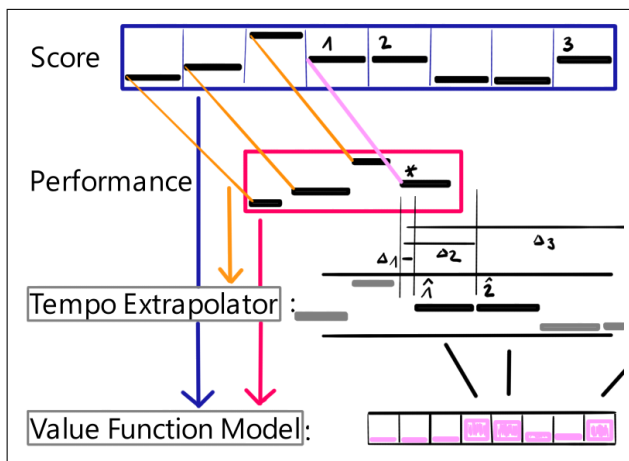 Score
1 2 3
Performance
*
Δ1 Δ2 Δ3
1̂ 2̂
Tempo Extrapolator :
Value Function Model :